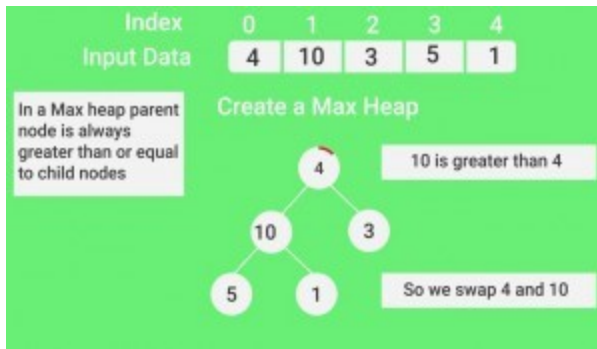 Index 0 1 2 3 4
Input Data 4 10 3 5 1
In a Max heap parent
node is always
greater than or equal
to child nodes
Create a Max Heap
4
10 is greater than 4
10 3
5 1
So we swap 4 and 10